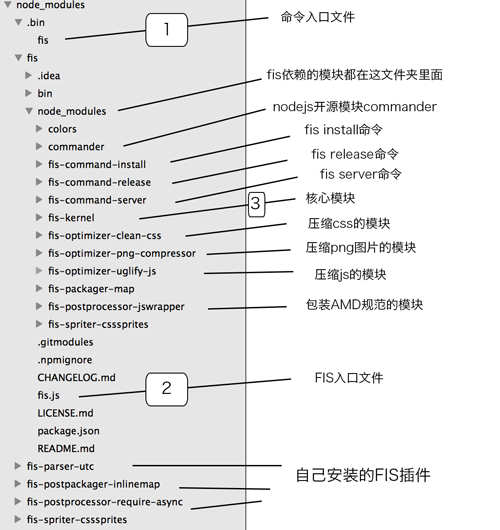 node_modules
.bin
命令入口文件
1
fis
fis
.idea
fis依赖的模块都在这文件夹里面
bin
node_modules
nodejs开源模块commander
colors
fis install命令
commander
fis release命令
fis-command-install
fis server命令
fis-command-release
fis-command-server
核心模块
3
fis-kernel
压缩css的模块
fis-optimizer-clean-css
压缩png图片的模块
fis-optimizer-png-compressor
压缩js的模块
fis-optimizer-uglify-js
fis-packager-map
包装AMD规范的模块
fis-postprocessor-jswrapper
fis-spriter-csssprites
.gitmodules
.npmignore
CHANGELOG.md
FIS入口文件
2
fis.js
LICENSE.md
package.json
README.md
fis-parser-utc
自己安装的FIS插件
fis-postpackager-inlinemap
fis-postprocessor-require-async
fis-spriter-csssprites